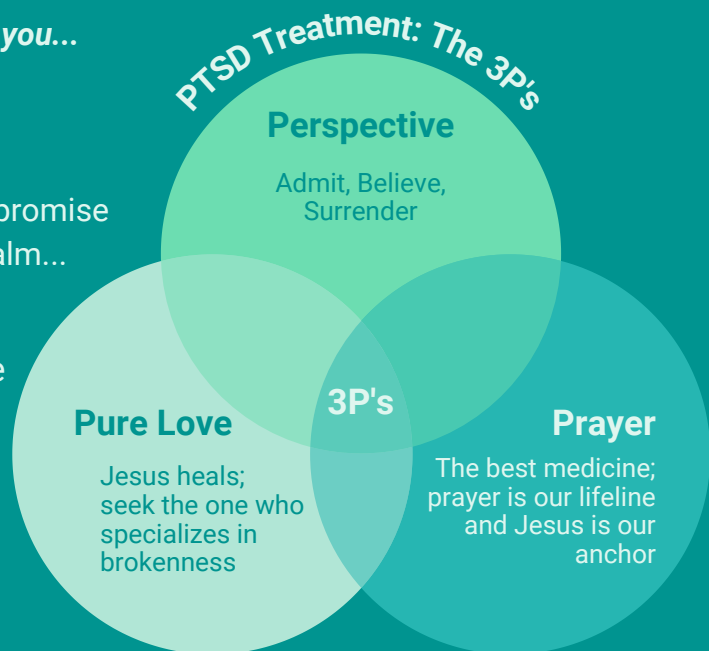 you...
PTSD Treatment: The 3P's
Perspective
Admit, Believe,
Surrender
promise
alm...
e
3P's
Pure Love
Jesus heals;
seek the one who
specializes in
brokenness
Prayer
The best medicine;
prayer is our lifeline
and Jesus is our
anchor